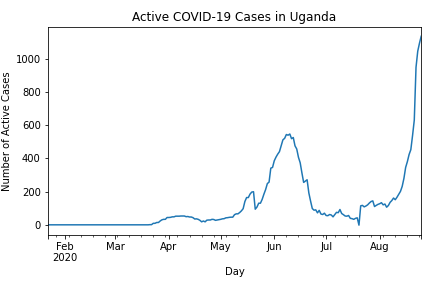 Active COVID-19 Cases in Uganda
Number of Active Cases
1000
800
600
400
200
0
Feb Mar Apr May Jun Jul Aug
2020
Day